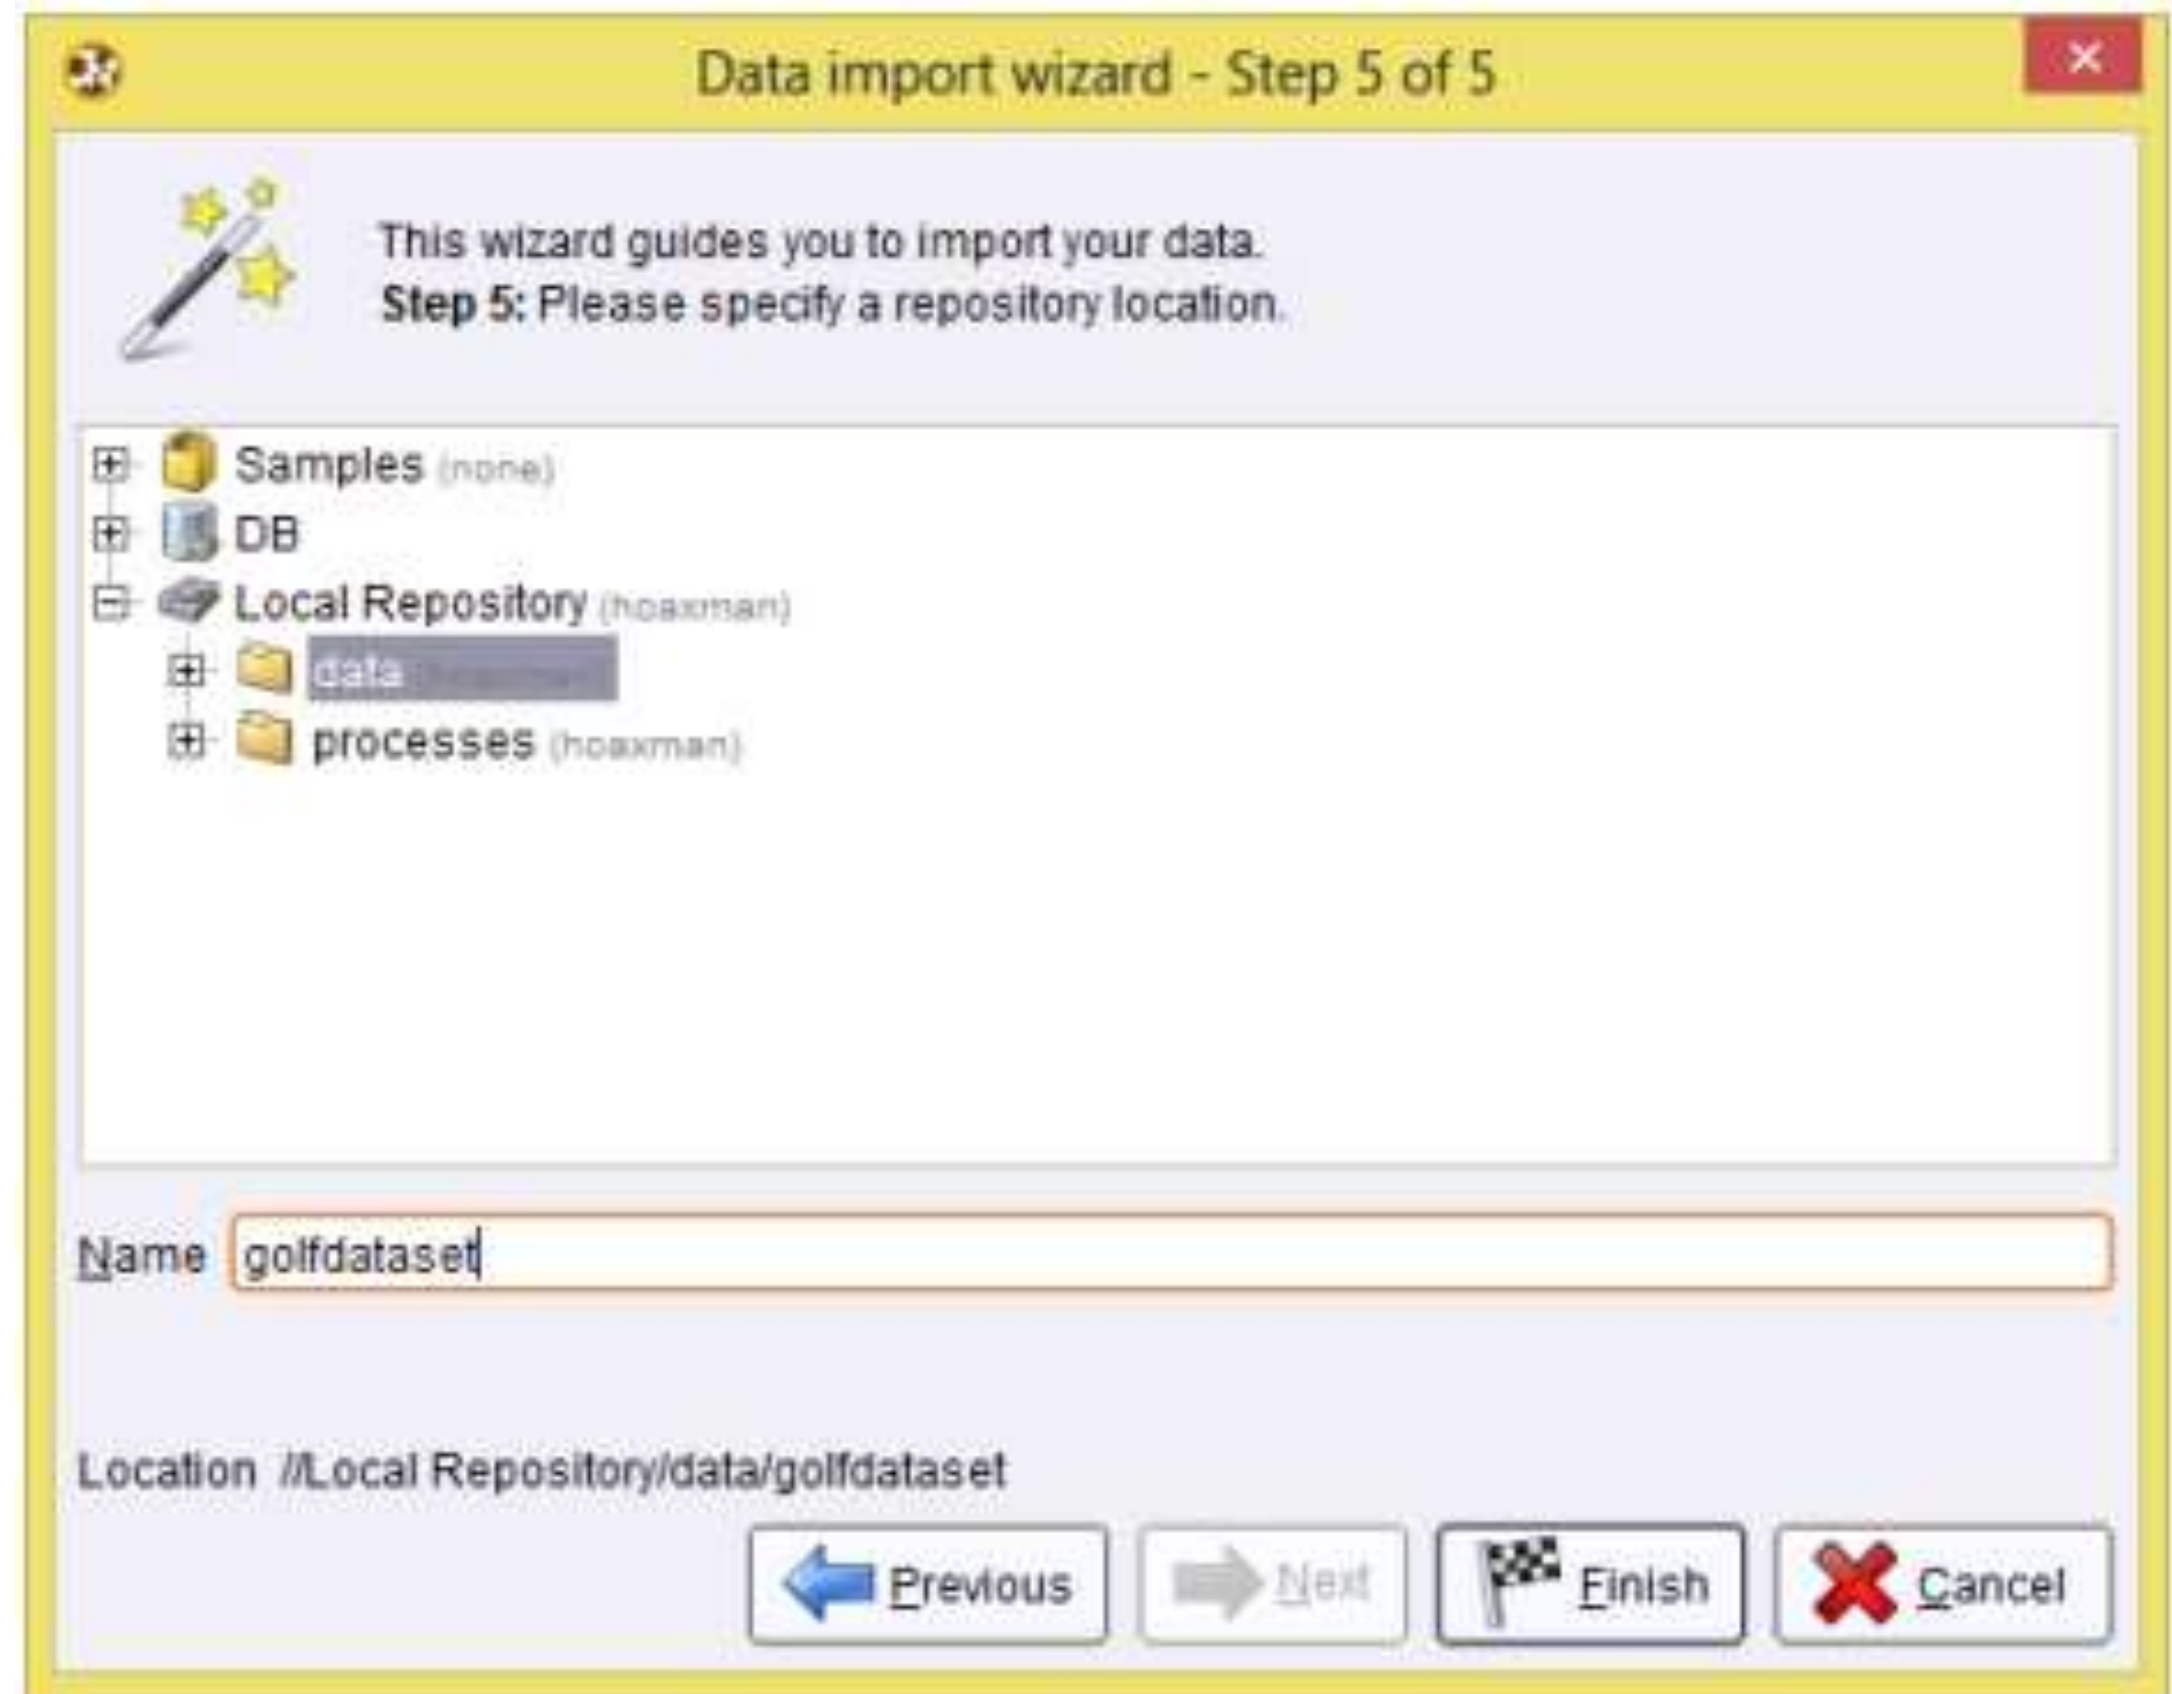 Data import wizard - Step 5 of 5
This wizard guides you to import your data.
Step 5: Please specify a repository location.
Samples (none)
DB
Local Repository (hoaxman)
data
processes (hoaxman)
Name golfdataset
Location //Local Repository/data/golfdataset
Previous Next Finish Cancel